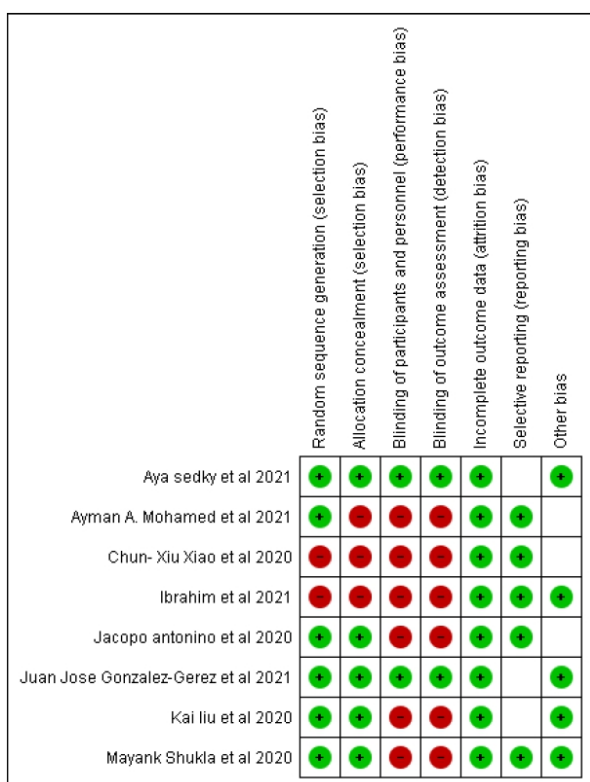 Random sequence generation (selection bias)
Allocation concealment (selection bias)
Blinding of participants and personnel (performance bias)
Blinding of outcome assessment (detection bias)
Incomplete outcome data (attrition bias)
Selective reporting (reporting bias)
Other bias
Aya sedky et al 2021 + + + + + +
Ayman A. Mohamed et al 2021 + - - - + +
Chun- Xiu Xiao et al 2020 - - - - + +
Ibrahim et al 2021 - - - - + + +
Jacopo antonino et al 2020 + + - - + +
Juan Jose Gonzalez-Gerez et al 2021 + + + + + +
Kai liu et al 2020 + + - - + +
Mayank Shukla et al 2020 + + - - + + +